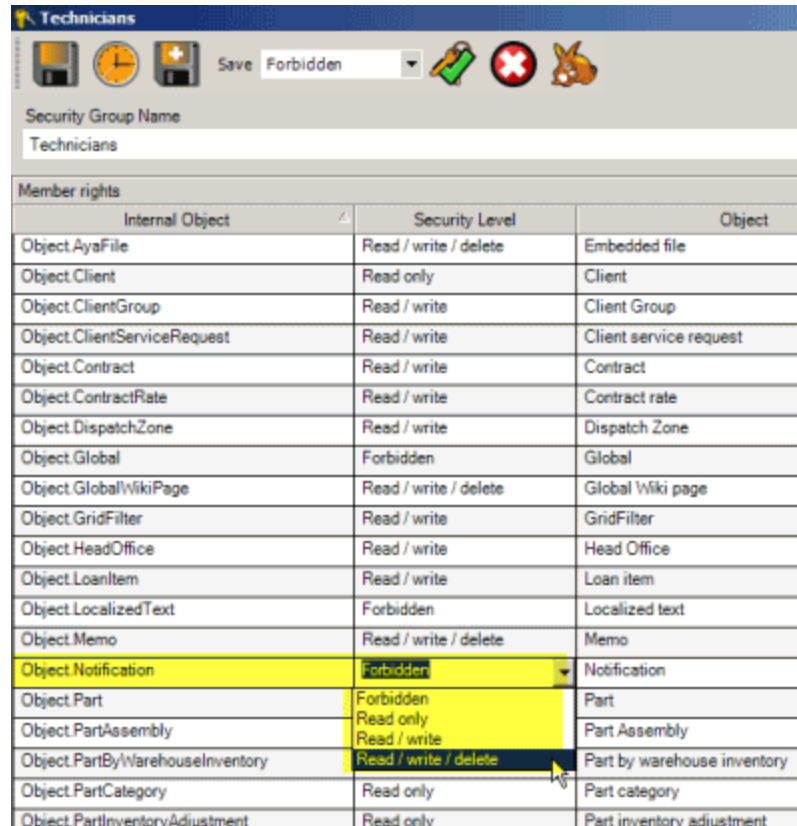 Technicians
Save Forbidden
Security Group Name
Technicians
Member rights
Internal Object Security Level Object
Object.AyaFile Read / write / delete Embedded file
Object.Client Read only Client
Object.ClientGroup Read / write Client Group
Object.ClientServiceRequest Read / write Client service request
Object.Contract Read / write Contract
Object.ContractRate Read / write Contract rate
Object.DispatchZone Read / write Dispatch Zone
Object.Global Forbidden Global
Object.GlobalWikiPage Read / write / delete Global Wiki page
Object.GridFilter Read / write GridFilter
Object.HeadOffice Read / write Head Office
Object.LoanItem Read / write Loan item
Object.LocalizedText Forbidden Localized text
Object.Memo Read / write / delete Memo
Object.Notification Forbidden Notification
Object.Part Forbidden Part
Read only
Object.PartAssembly Read / write Part Assembly
Object.PartByWarehouseInventory Read / write / delete Part by warehouse inventory
Object.PartCategory Read only Part category
Object.PartInventoryAdjustment Read only Part inventory adjustment